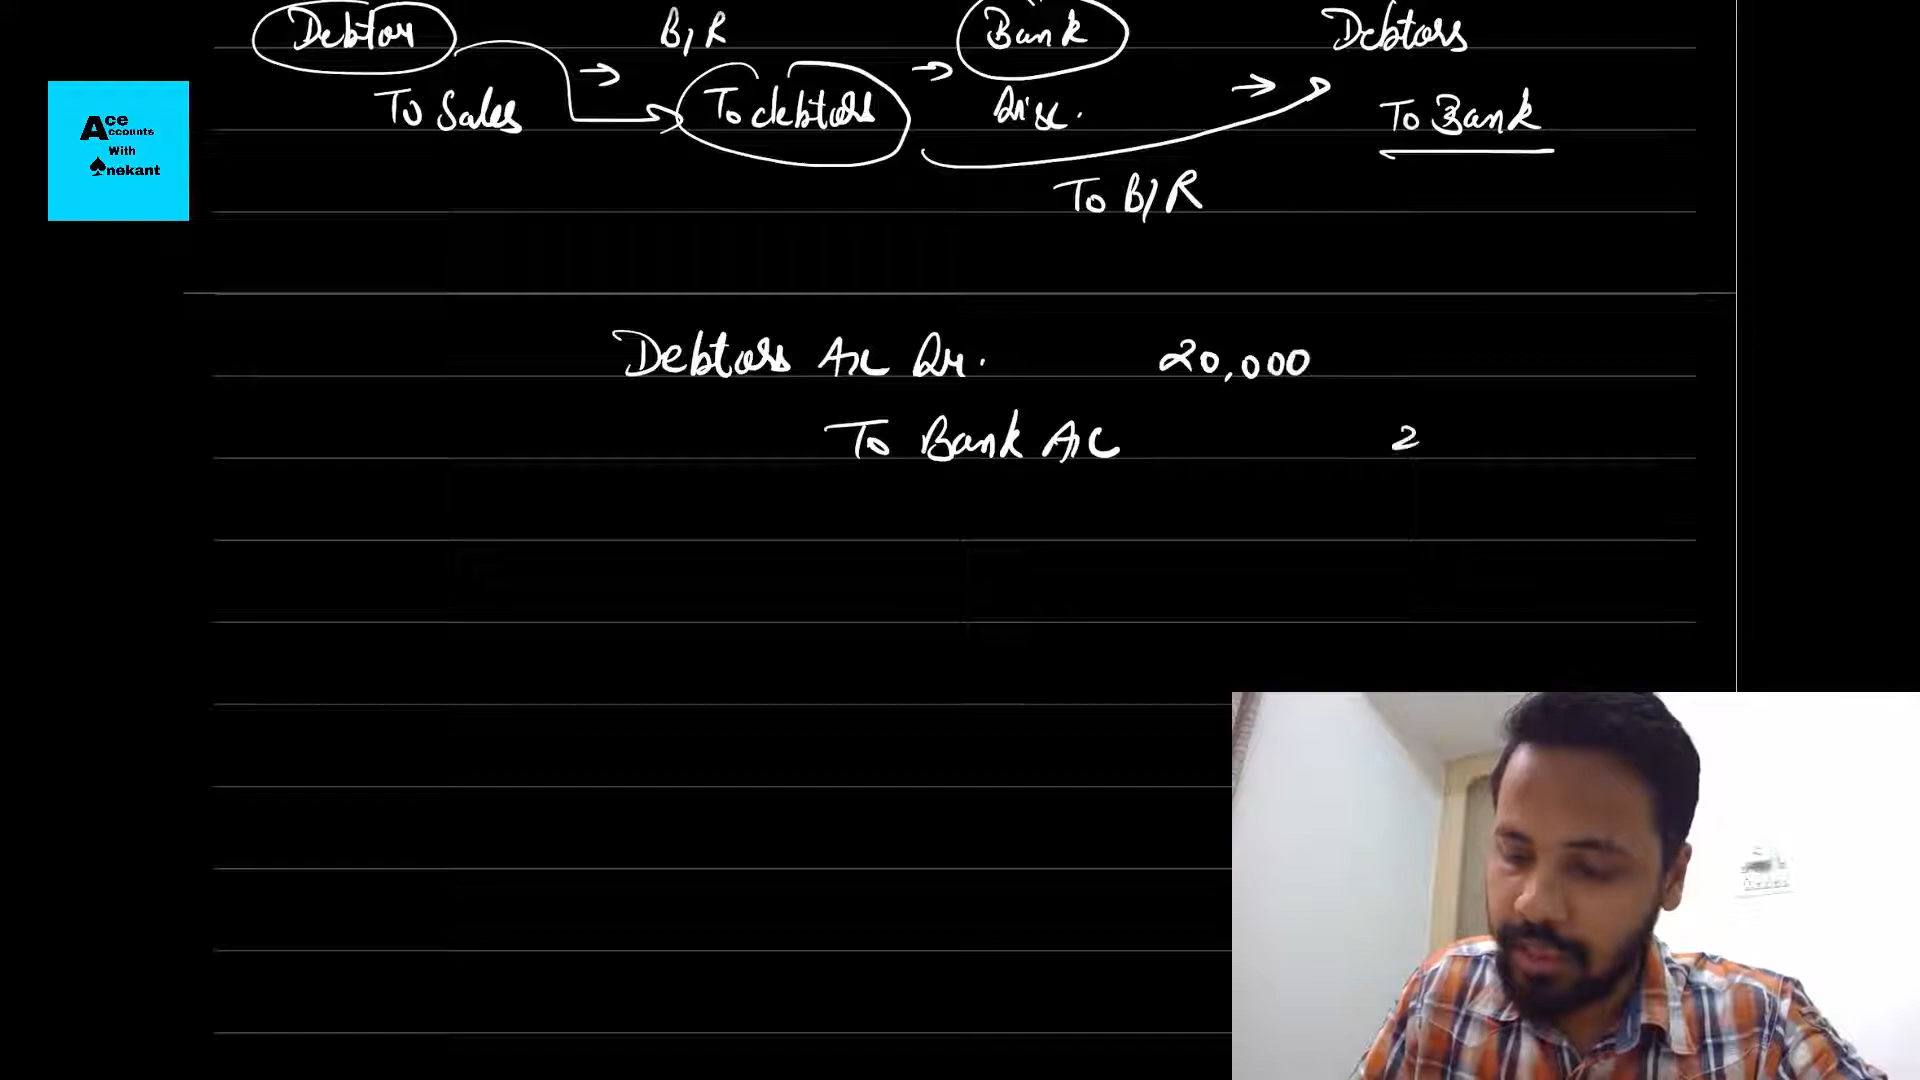 Debtor B/R Bank Debtors
To Sales To debtors Disc. To Bank
To B/R
Ace
Accounts
With
Anekant
Debtors A/c Dr. 20,000
To Bank A/C 2